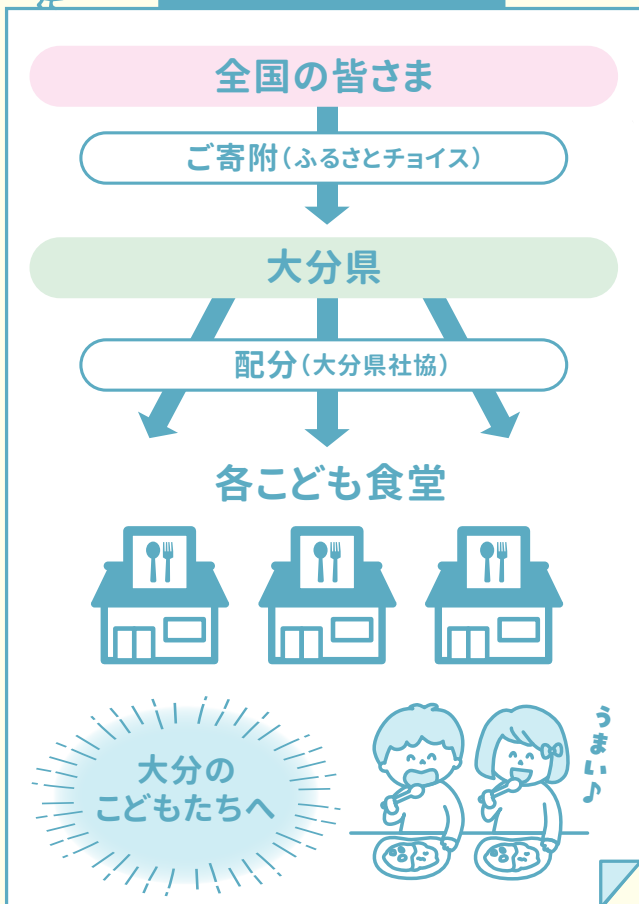 全国の皆さま
ご寄附(ふるさとチョイス)
大分県
配分(大分県社協)
各こども食堂
大分の
こどもたちへ
うまい♪